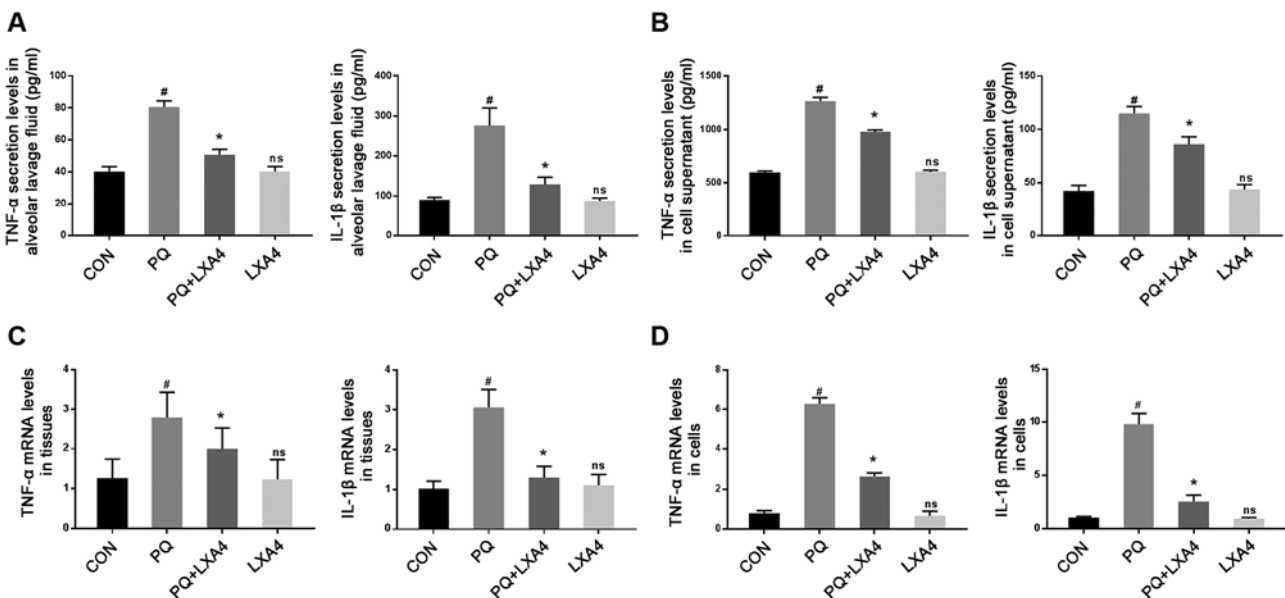 A
TNF-α secretion levels in
alveolar lavage fluid (pg/ml)
100
80
60
40
20
0
#
*
ns
CON
PQ
PQ+LXA4
LXA4
IL-1β secretion levels in
alveolar lavage fluid (pg/ml)
400
300
200
100
0
#
*
ns
CON
PQ
PQ+LXA4
LXA4
B
TNF-α secretion levels
in cell supernatant (pg/ml)
1500
1000
500
0
#
*
ns
CON
PQ
PQ+LXA4
LXA4
IL-1β secretion levels
in cell supernatant (pg/ml)
150
100
50
0
#
*
ns
CON
PQ
PQ+LXA4
LXA4
C
TNF-α mRNA levels
in tissues
4
3
2
1
0
#
*
ns
CON
PQ
PQ+LXA4
LXA4
IL-1β mRNA levels
in tissues
4
3
2
1
0
#
*
ns
CON
PQ
PQ+LXA4
LXA4
D
TNF-α mRNA levels
in cells
8
6
4
2
0
#
*
ns
CON
PQ
PQ+LXA4
LXA4
IL-1β mRNA levels
in cells
15
10
5
0
#
*
ns
CON
PQ
PQ+LXA4
LXA4